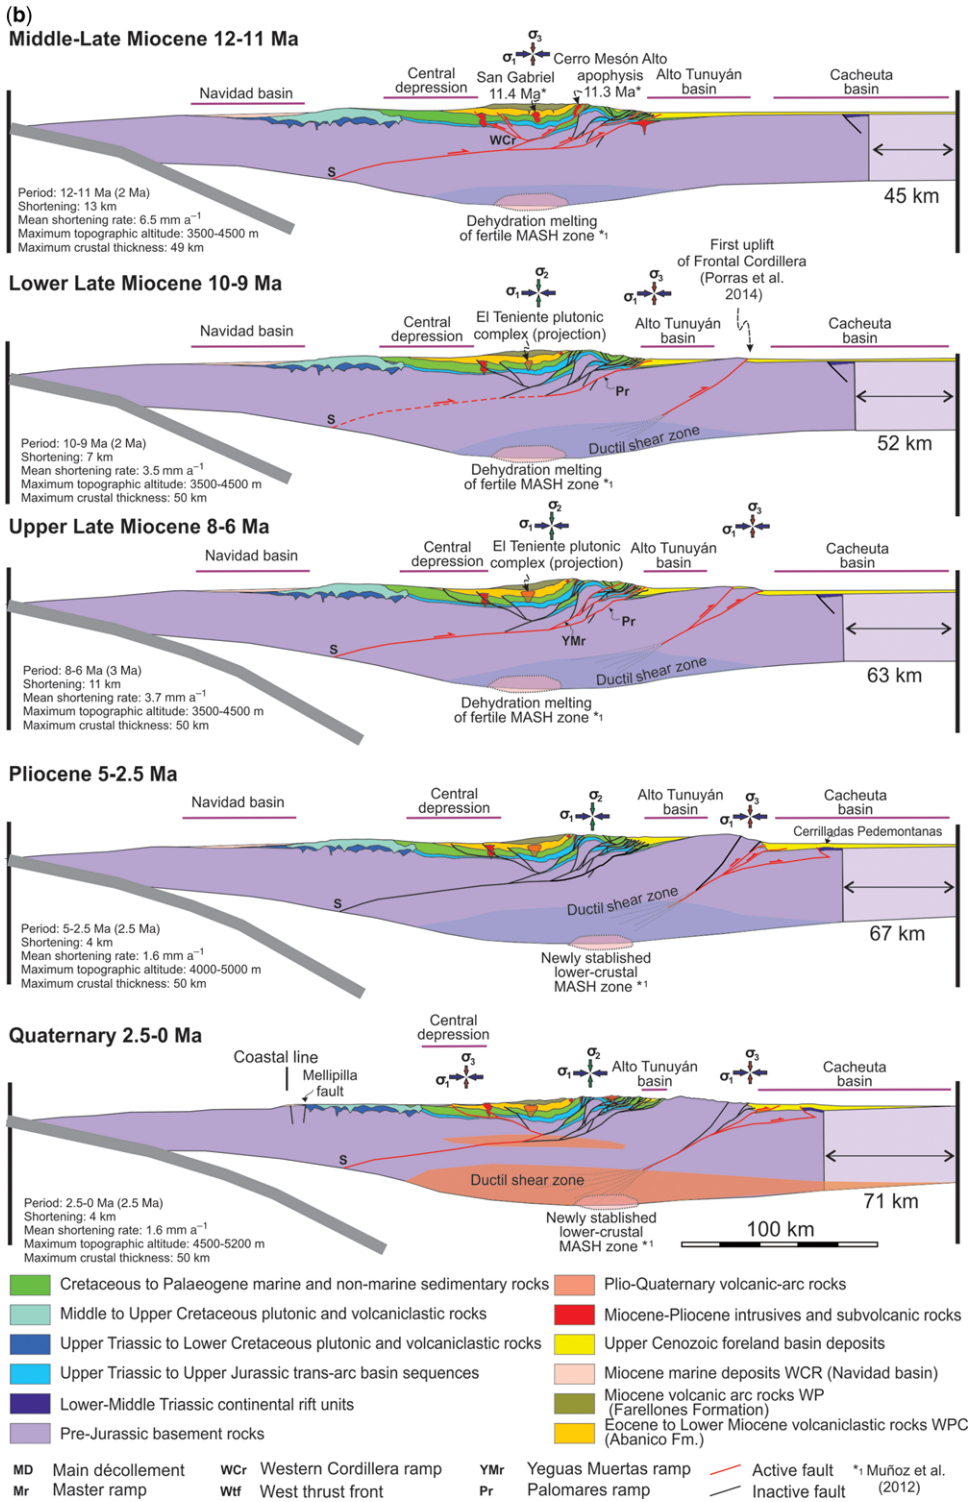 (b)
Middle-Late Miocene 12-11 Ma
σ3
σ1
Navidad basin
Central
depression
San Gabriel
11.4 Ma*
Cerro Mesón Alto
apophysis
11.3 Ma*
Alto Tunuyán
basin
Cacheuta
basin
WCr
S
45 km
Period: 12-11 Ma (2 Ma)
Shortening: 13 km
Mean shortening rate: 6.5 mm a⁻¹
Maximum topographic altitude: 3500-4500 m
Maximum crustal thickness: 49 km
Dehydration melting
of fertile MASH zone *1
Lower Late Miocene 10-9 Ma
σ2
σ1
σ3
σ1
First uplift
of Frontal Cordillera
(Porras et al.
2014)
Navidad basin
Central
depression
El Teniente plutonic
complex (projection)
Alto Tunuyán
basin
Cacheuta
basin
Pr
S
Ductil shear zone
52 km
Period: 10-9 Ma (2 Ma)
Shortening: 7 km
Mean shortening rate: 3.5 mm a⁻¹
Maximum topographic altitude: 3500-4500 m
Maximum crustal thickness: 50 km
Dehydration melting
of fertile MASH zone *1
Upper Late Miocene 8-6 Ma
σ2
σ1
σ3
σ1
Navidad basin
Central
depression
El Teniente plutonic
complex (projection)
Alto Tunuyán
basin
Cacheuta
basin
Pr
YMr
S
Ductil shear zone
63 km
Period: 8-6 Ma (3 Ma)
Shortening: 11 km
Mean shortening rate: 3.7 mm a⁻¹
Maximum topographic altitude: 3500-4500 m
Maximum crustal thickness: 50 km
Dehydration melting
of fertile MASH zone *1
Pliocene 5-2.5 Ma
σ2
σ1
σ3
σ1
Navidad basin
Central
depression
Alto Tunuyán
basin
Cacheuta
basin
Cerrilladas Pedemontanas
S
Ductil shear zone
67 km
Period: 5-2.5 Ma (2.5 Ma)
Shortening: 4 km
Mean shortening rate: 1.6 mm a⁻¹
Maximum topographic altitude: 4000-5000 m
Maximum crustal thickness: 50 km
Newly stablished
lower-crustal
MASH zone *1
Quaternary 2.5-0 Ma
Central
depression
σ3
σ1
σ2
σ1
σ3
σ1
Coastal line
Mellipilla
fault
Alto Tunuyán
basin
Cacheuta
basin
S
Ductil shear zone
71 km
Period: 2.5-0 Ma (2.5 Ma)
Shortening: 4 km
Mean shortening rate: 1.6 mm a⁻¹
Maximum topographic altitude: 4500-5200 m
Maximum crustal thickness: 50 km
Newly stablished
lower-crustal
MASH zone *1
100 km
Cretaceous to Palaeogene marine and non-marine sedimentary rocks
Middle to Upper Cretaceous plutonic and volcaniclastic rocks
Upper Triassic to Lower Cretaceous plutonic and volcaniclastic rocks
Upper Triassic to Upper Jurassic trans-arc basin sequences
Lower-Middle Triassic continental rift units
Pre-Jurassic basement rocks
Plio-Quaternary volcanic-arc rocks
Miocene-Pliocene intrusives and subvolcanic rocks
Upper Cenozoic foreland basin deposits
Miocene marine deposits WCR (Navidad basin)
Miocene volcanic arc rocks WP
(Farellones Formation)
Eocene to Lower Miocene volcaniclastic rocks WPC
(Abanico Fm.)
MD Main décollement
Mr Master ramp
WCr Western Cordillera ramp
Wtf West thrust front
YMr Yeguas Muertas ramp
Pr Palomares ramp
Active fault
Inactive fault
*1 Muñoz et al.
(2012)